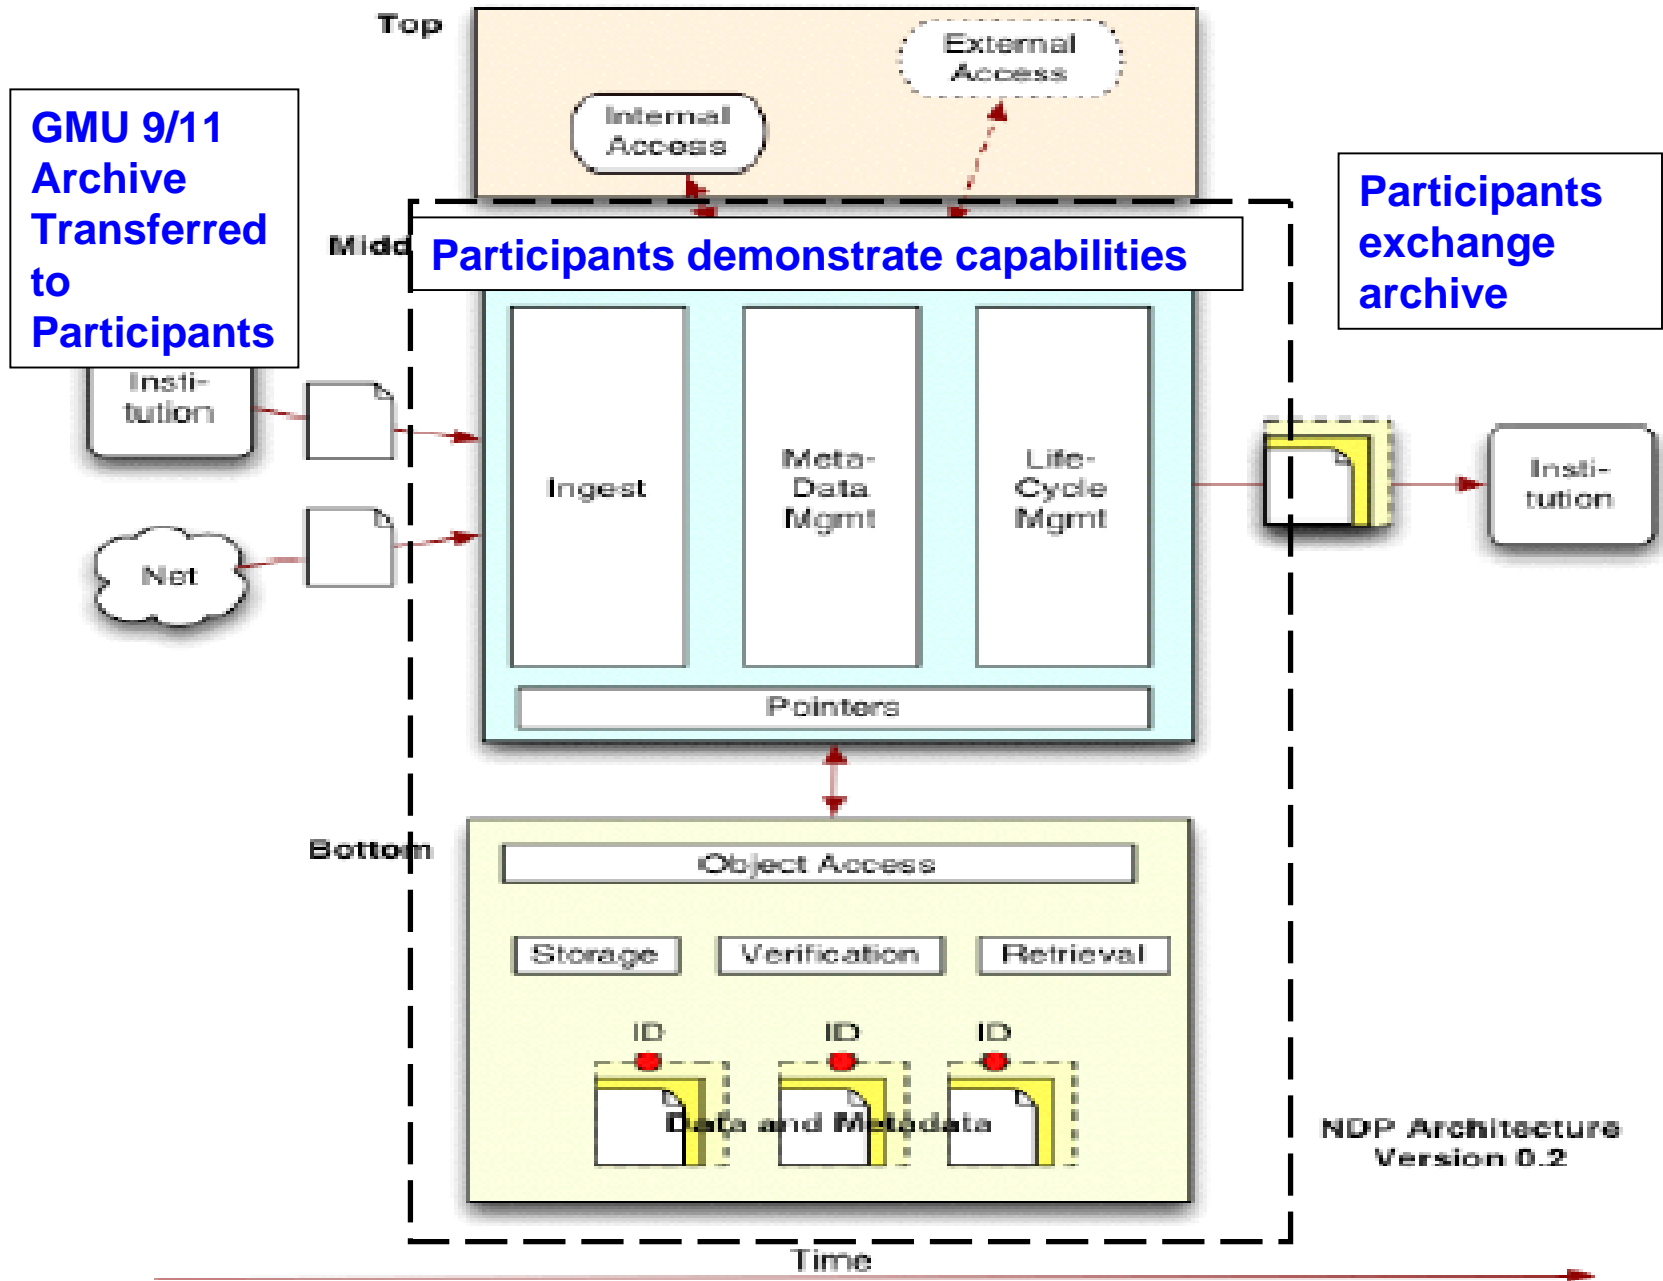 Top
External
Access
Internal
Access
GMU 9/11
Archive
Transferred
to
Participants
Participants
exchange
archive
Midd
Participants demonstrate capabilities
Insti-
tution
Net
Ingest
Meta-
Data
Mgmt
Life-
Cycle
Mgmt
Insti-
tution
Pointers
Bottom
Object Access
Storage
Verification
Retrieval
ID
ID
ID
Data and Metadata
NDP Architecture
Version 0.2
Time